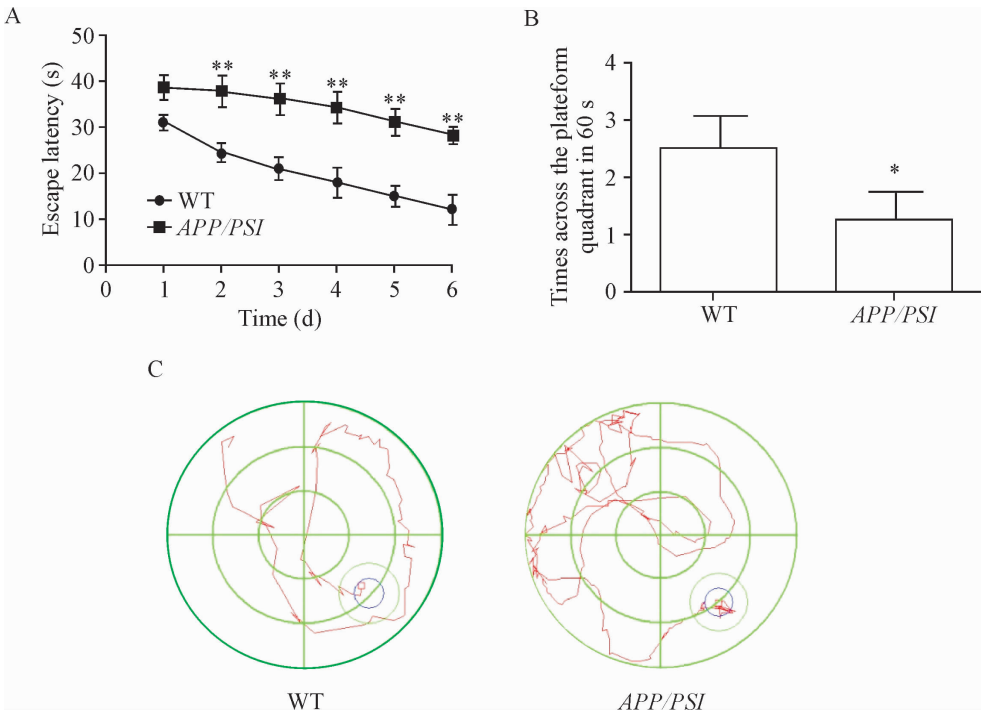 A
Escape latency (s)
50
40
30
20
10
0
**
**
**
**
**
WT
APP/PSI
0
1
2
3
4
5
6
Time (d)
B
Times across the plateform
quadrant in 60 s
4
3
2
1
0
*
WT
APP/PSI
C
WT
APP/PSI